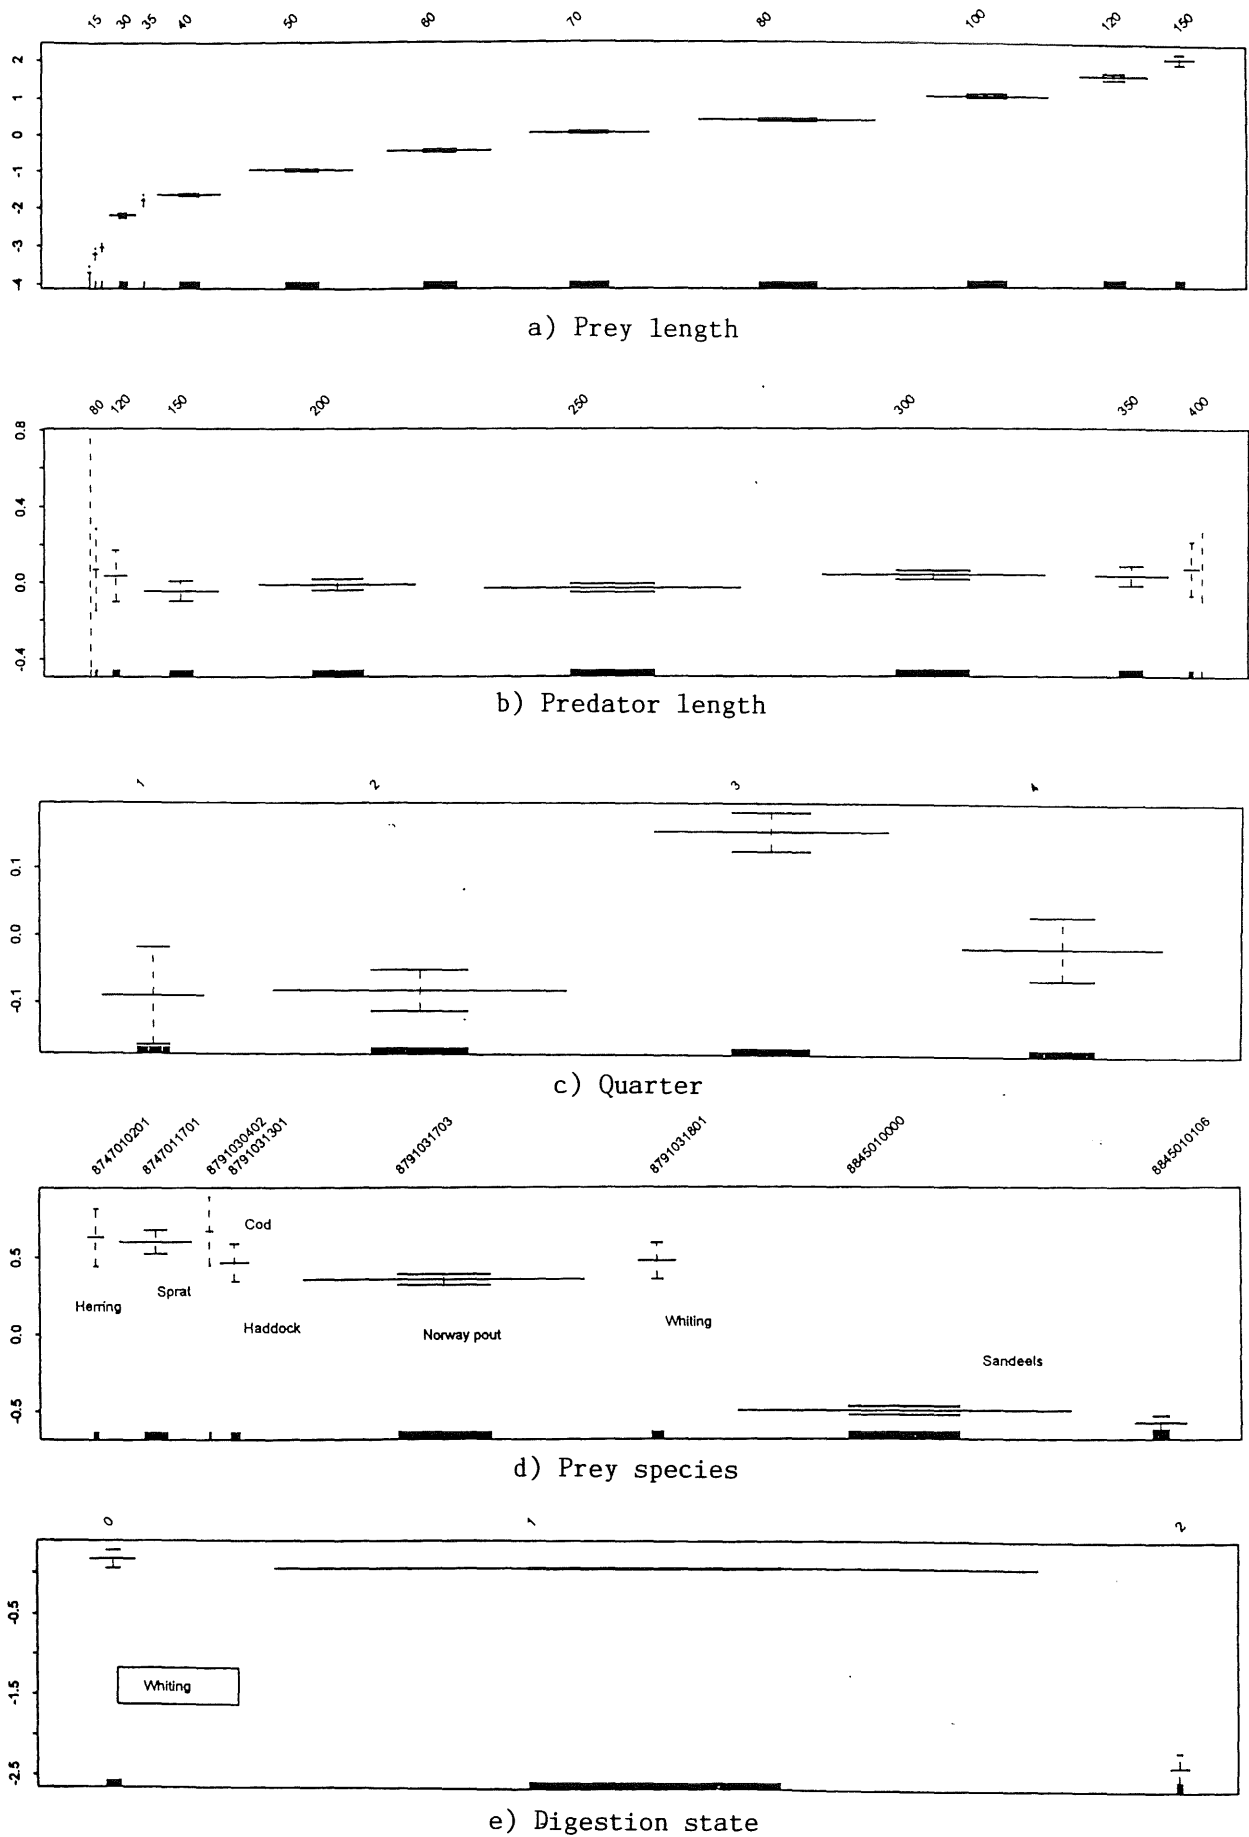 15 30 35 40 50 60 70 80 100 120 150
2
1
0
-1
-2
-3
-4
a) Prey length
80 120 150 200 250 300 350 400
0.8
0.4
0.0
-0.4
b) Predator length
1 2 3 4
0.1
0.0
-0.1
c) Quarter
8747010201 8747011701 8791030402 8791031301 8791031703 8791031801 8845010000 8845010106
0.5
0.0
-0.5
Cod
Herring
Sprat
Haddock
Norway pout
Whiting
Sandeels
d) Prey species
0 1 2
-0.5
-1.5
-2.5
Whiting
e) Digestion state